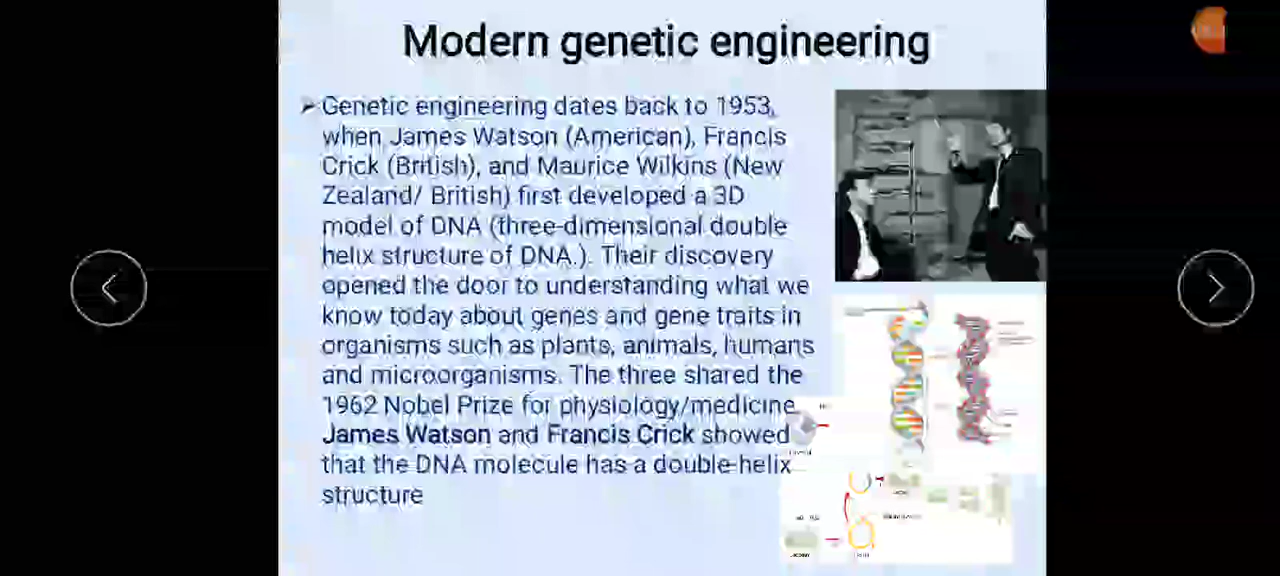 Modern genetic engineering
➢ Genetic engineering dates back to 1953,
when James Watson (American), Francis
Crick (British), and Maurice Wilkins (New
Zealand/ British) first developed a 3D
model of DNA (three-dimensional double
helix structure of DNA.). Their discovery
opened the door to understanding what we
know today about genes and gene traits in
organisms such as plants, animals, humans
and microorganisms. The three shared the
1962 Nobel Prize for physiology/medicine
James Watson and Francis Crick showed
that the DNA molecule has a double-helix
structure